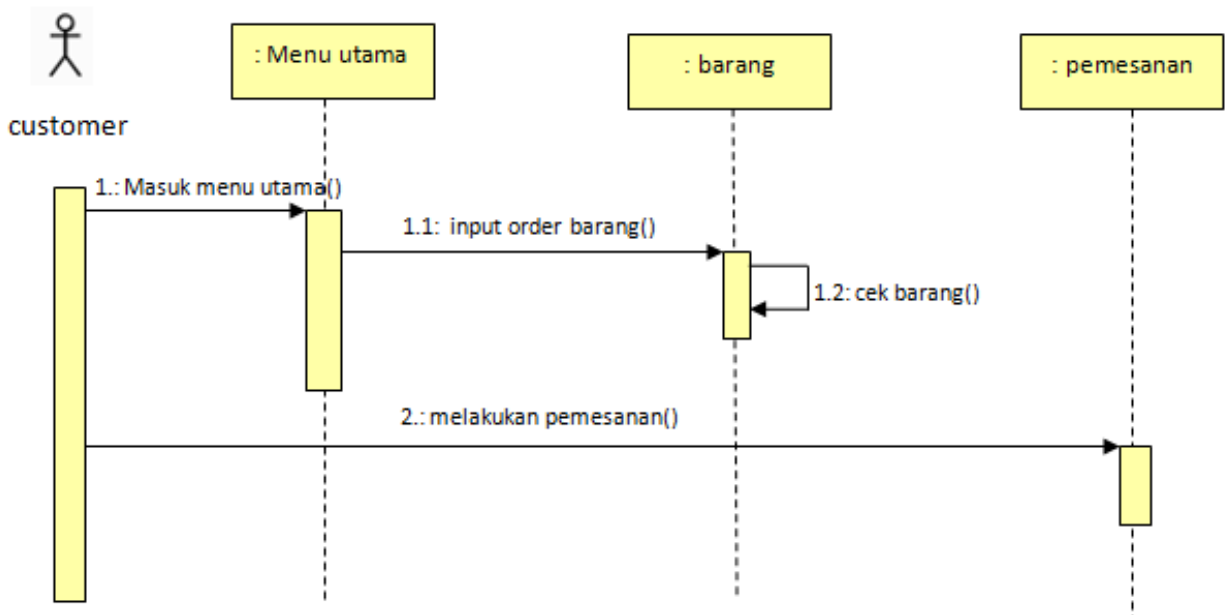 : Menu utama
: barang
: pemesanan
customer
1.: Masuk menu utama()
1.1: input order barang()
1.2: cek barang()
2.: melakukan pemesanan()